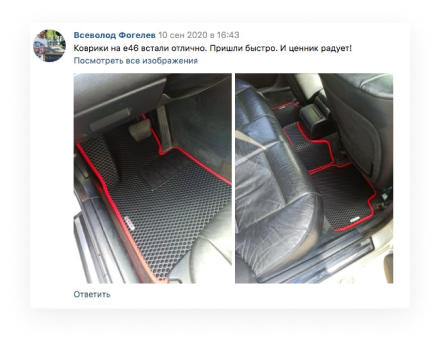 Всеволод Фогелев 10 сен 2020 в 16:43
Коврики на е46 встали отлично. Пришли быстро. И ценник радует!
Посмотреть все изображения
Ответить